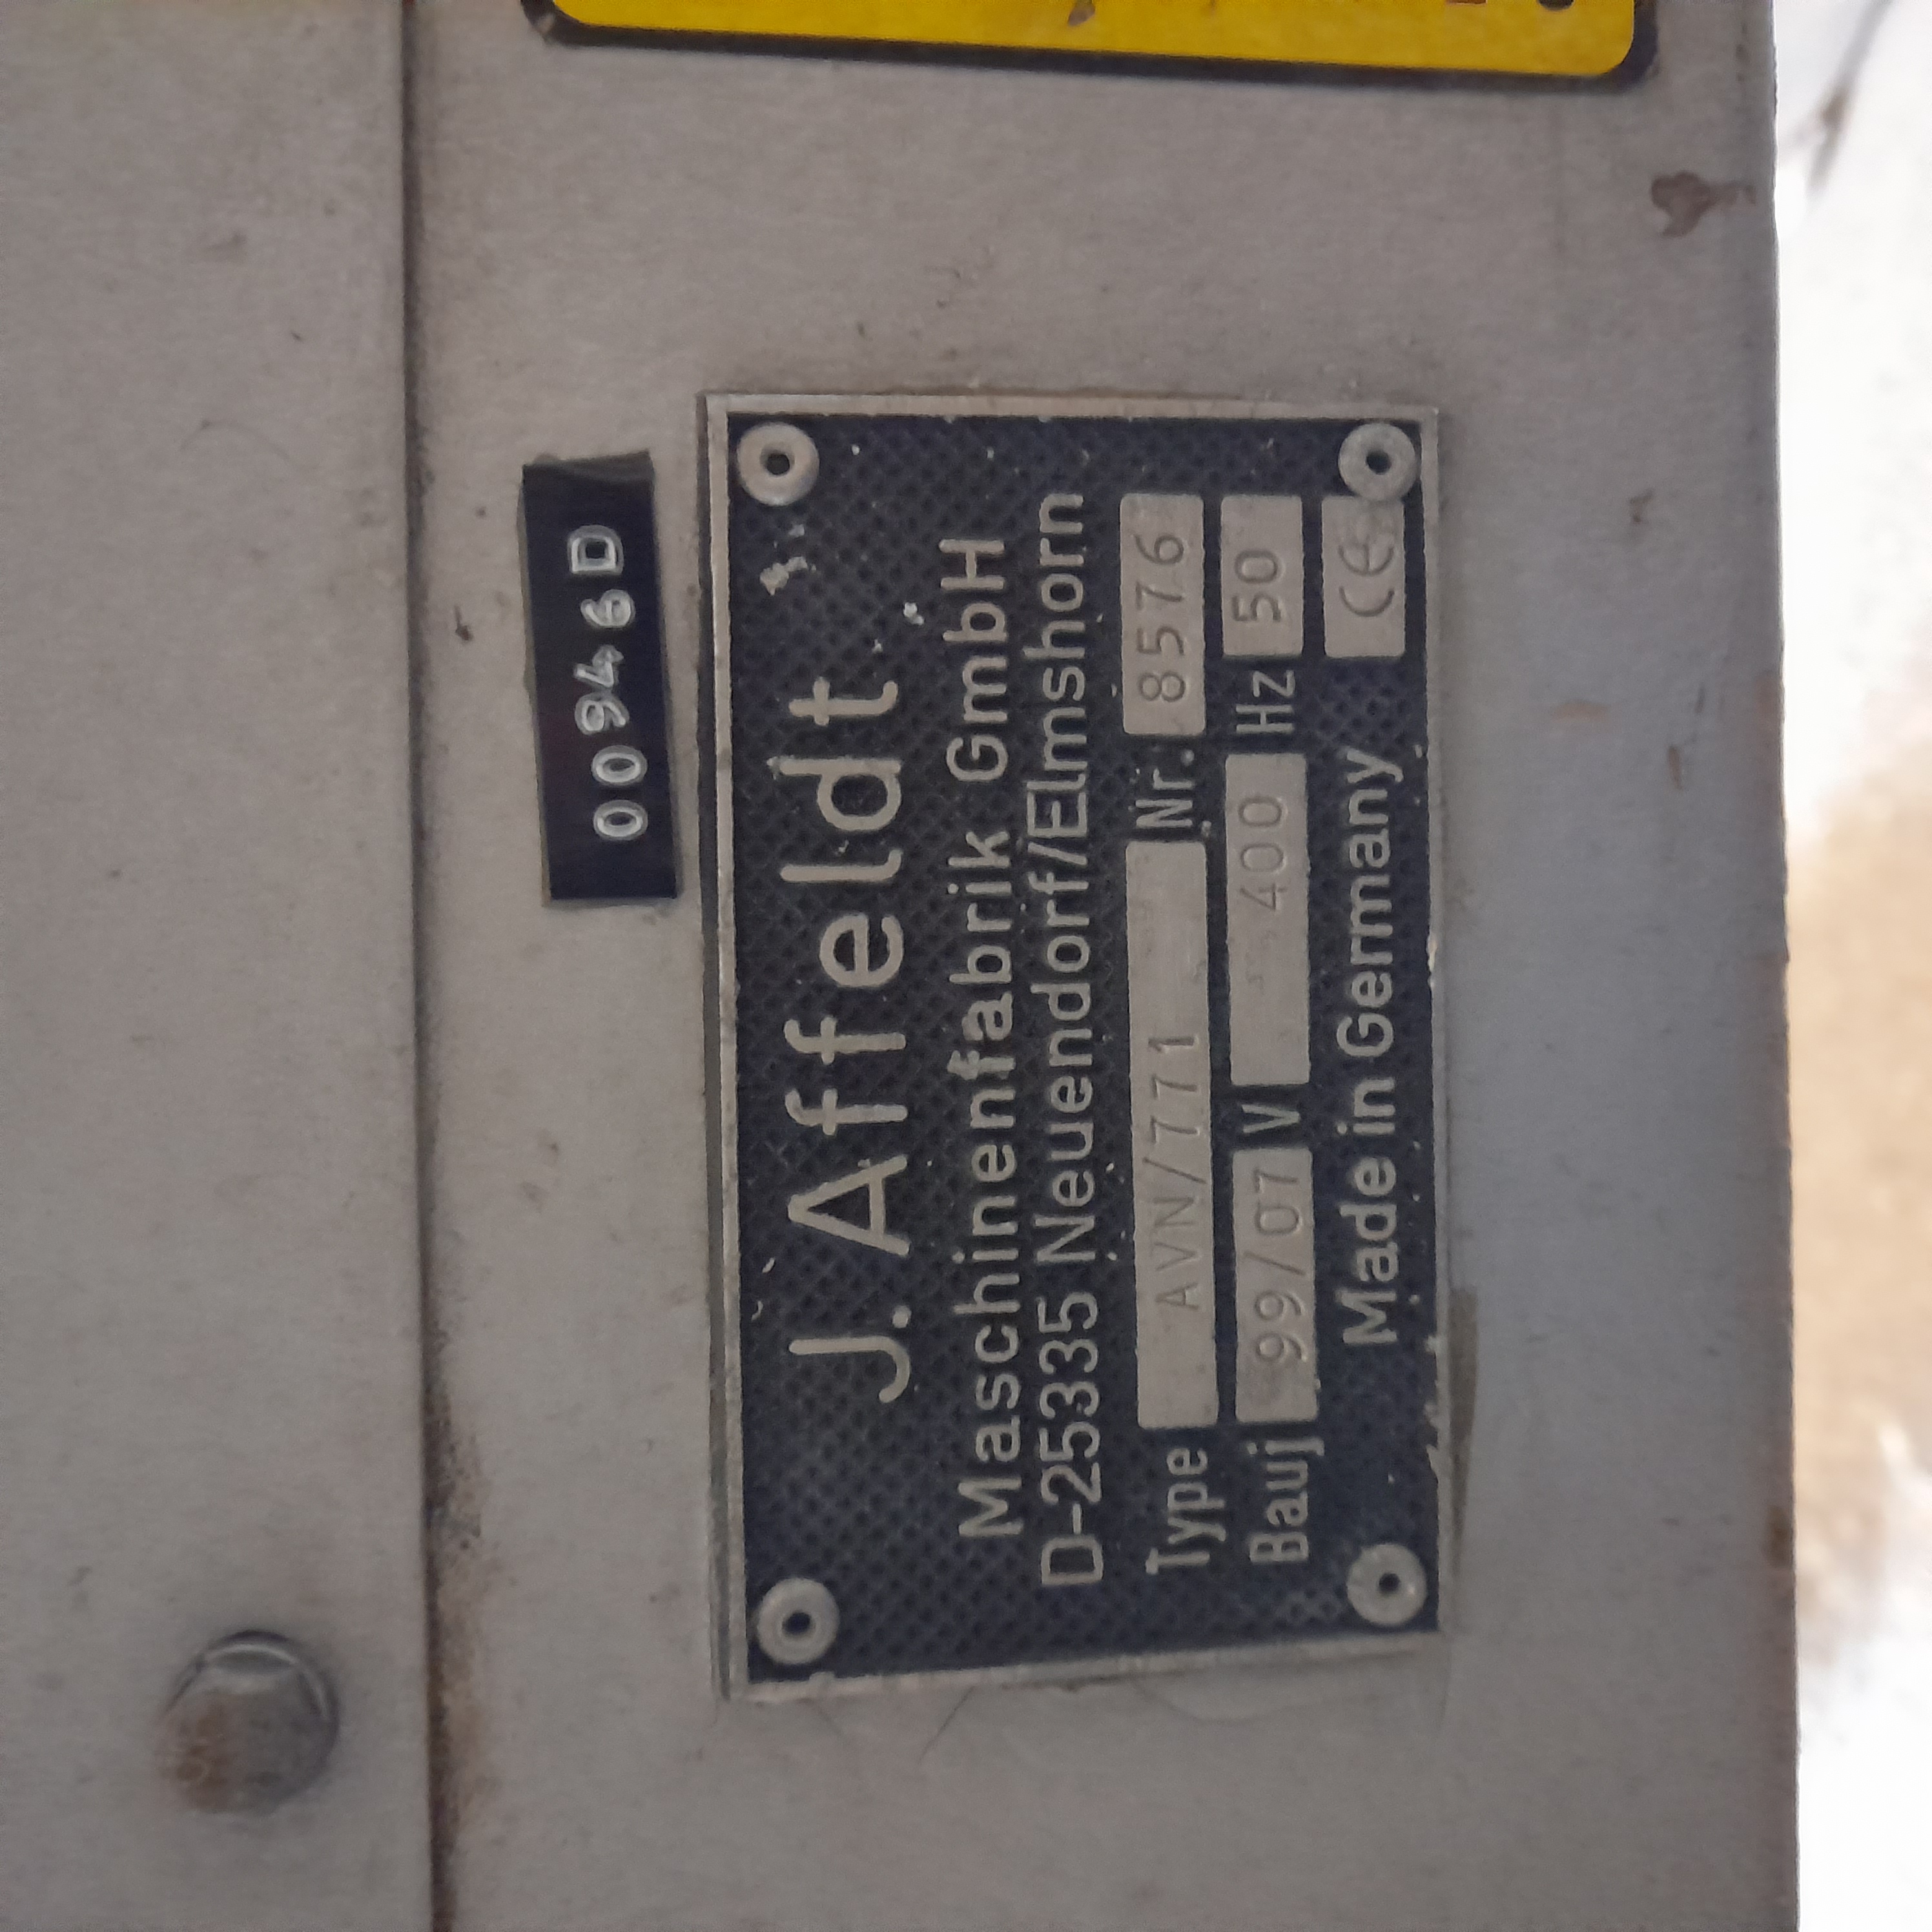 00946D
J. Affeldt
Maschinenfabrik GmbH
D-25335 Neuendorf/Elmshorn
Type AVN/771 Nr. 8576
Bauj 99/07 V 400 Hz 50
Made in Germany CE